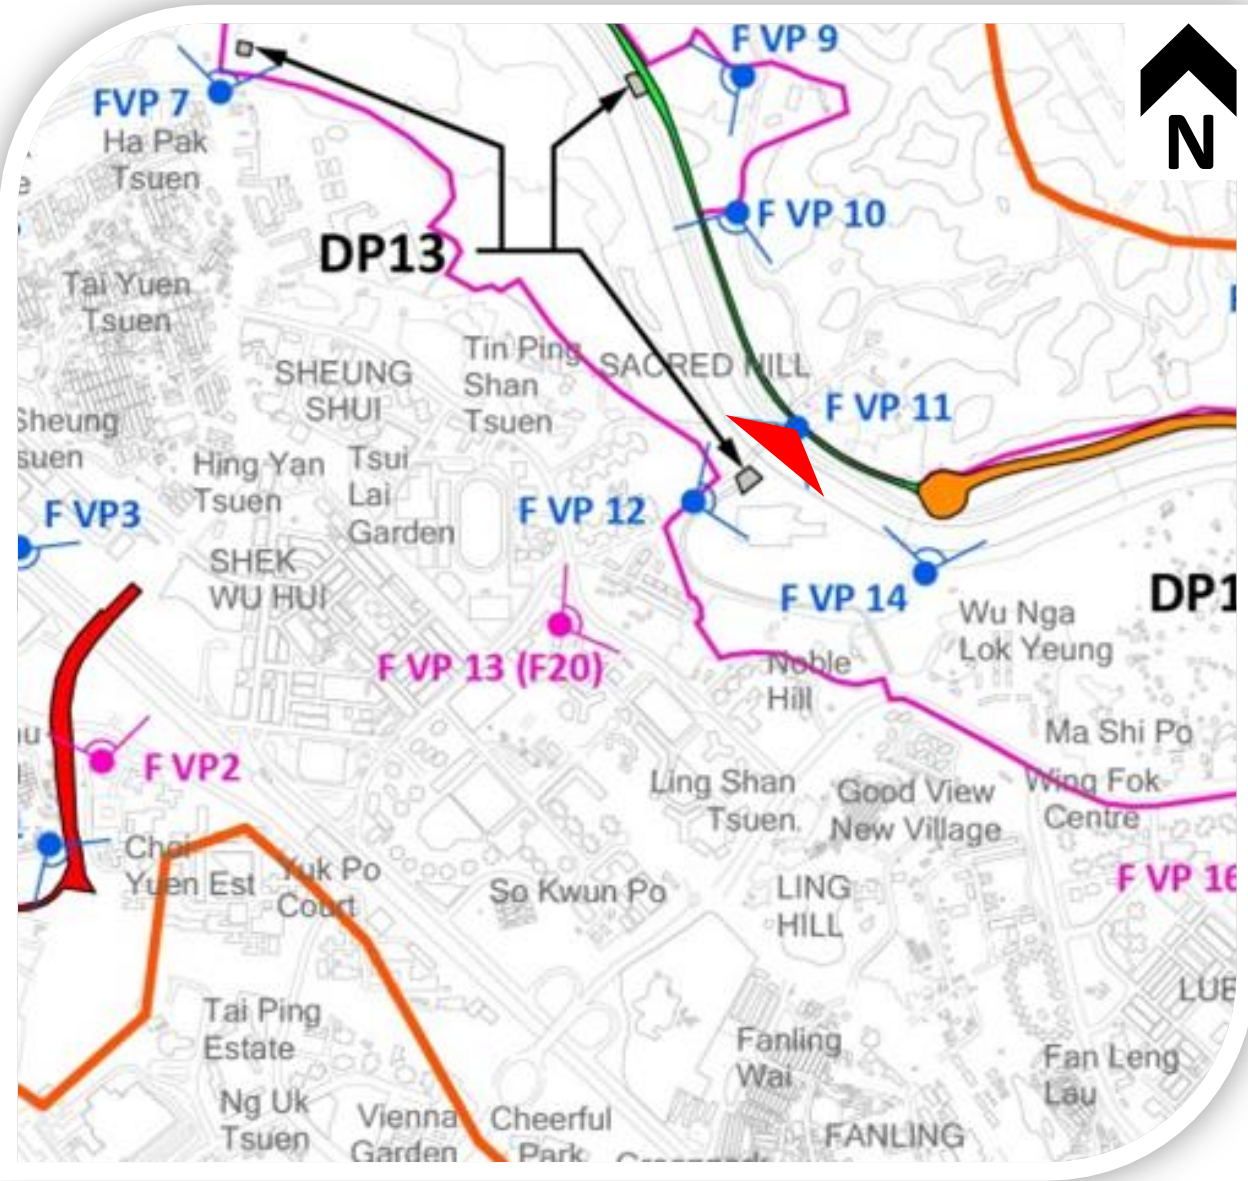 F VP 9
N
FVP 7
Ha Pak
Tsuen
F VP 10
DP13
Tai Yuen
Tsuen
Tin Ping
Shan
Tsuen
SACRED HILL
SHEUNG
SHUI
F VP 11
Sheung
suen
Hing Yan
Tsuen
Tsui
Lai
Garden
F VP3
F VP 12
SHEK
WU HUI
F VP 14
DP1
Wu Nga
Lok Yeung
F VP 13 (F20)
Noble
Hill
Ma Shi Po
F VP2
Ling Shan
Tsuen
Good View
New Village
Wing Fok
Centre
Choi
Yuen Est
Yuk Po
Court
So Kwun Po
LING
HILL
F VP 16
LUE
Tai Ping
Estate
Fanling
Wai
Fan Leng
Lau
Ng Uk
Tsuen
Vienna
Garden
Cheerful
Park
FANLING